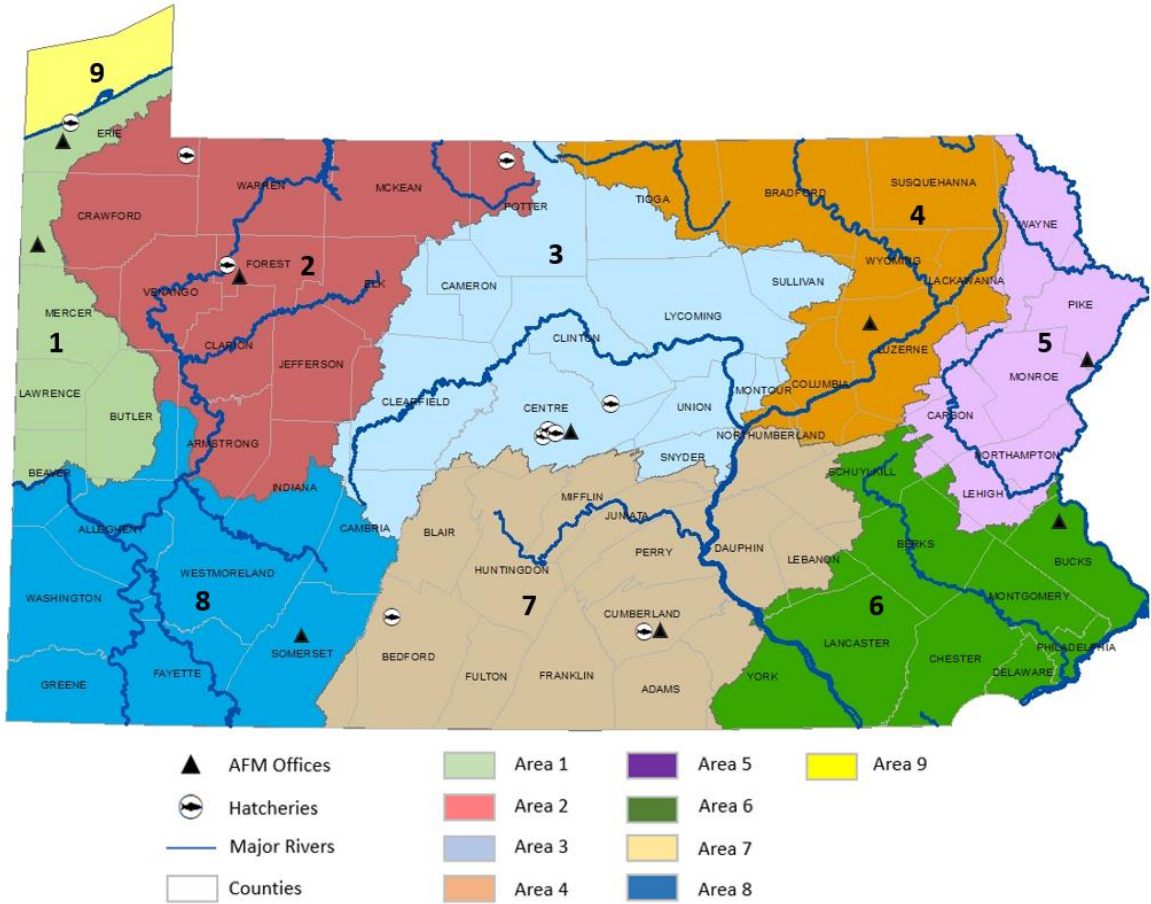 9
ERIE
WARREN
MCKEAN
CRAWFORD
POTTER
TIOGA
BRADFORD
SUSQUEHANNA
4
WAYNE
FOREST
2
3
WYOMING
LACKAWANNA
VENANGO
ELK
CAMERON
SULLIVAN
PIKE
MERCER
1
LYCOMING
5
CLARION
CLINTON
LUZERNE
JEFFERSON
MONROE
LAWRENCE
BUTLER
CLEARFIELD
CENTRE
UNION
MONTOUR
COLUMBIA
CARBON
ARMSTRONG
NORTHUMBERLAND
SNYDER
NORTHAMPTON
BEAVER
INDIANA
SCHUYLKILL
LEHIGH
MIFFLIN
ALLEGHENY
CAMBRIA
BLAIR
JUNIATA
PERRY
DAUPHIN
LEBANON
BERKS
BUCKS
WESTMORELAND
HUNTINGDON
WASHINGTON
8
7
CUMBERLAND
6
MONTGOMERY
SOMERSET
BEDFORD
LANCASTER
CHESTER
PHILADELPHIA
GREENE
FAYETTE
FULTON
FRANKLIN
ADAMS
YORK
DELAWARE
AFM Offices
Hatcheries
Major Rivers
Counties
Area 1
Area 2
Area 3
Area 4
Area 5
Area 6
Area 7
Area 8
Area 9